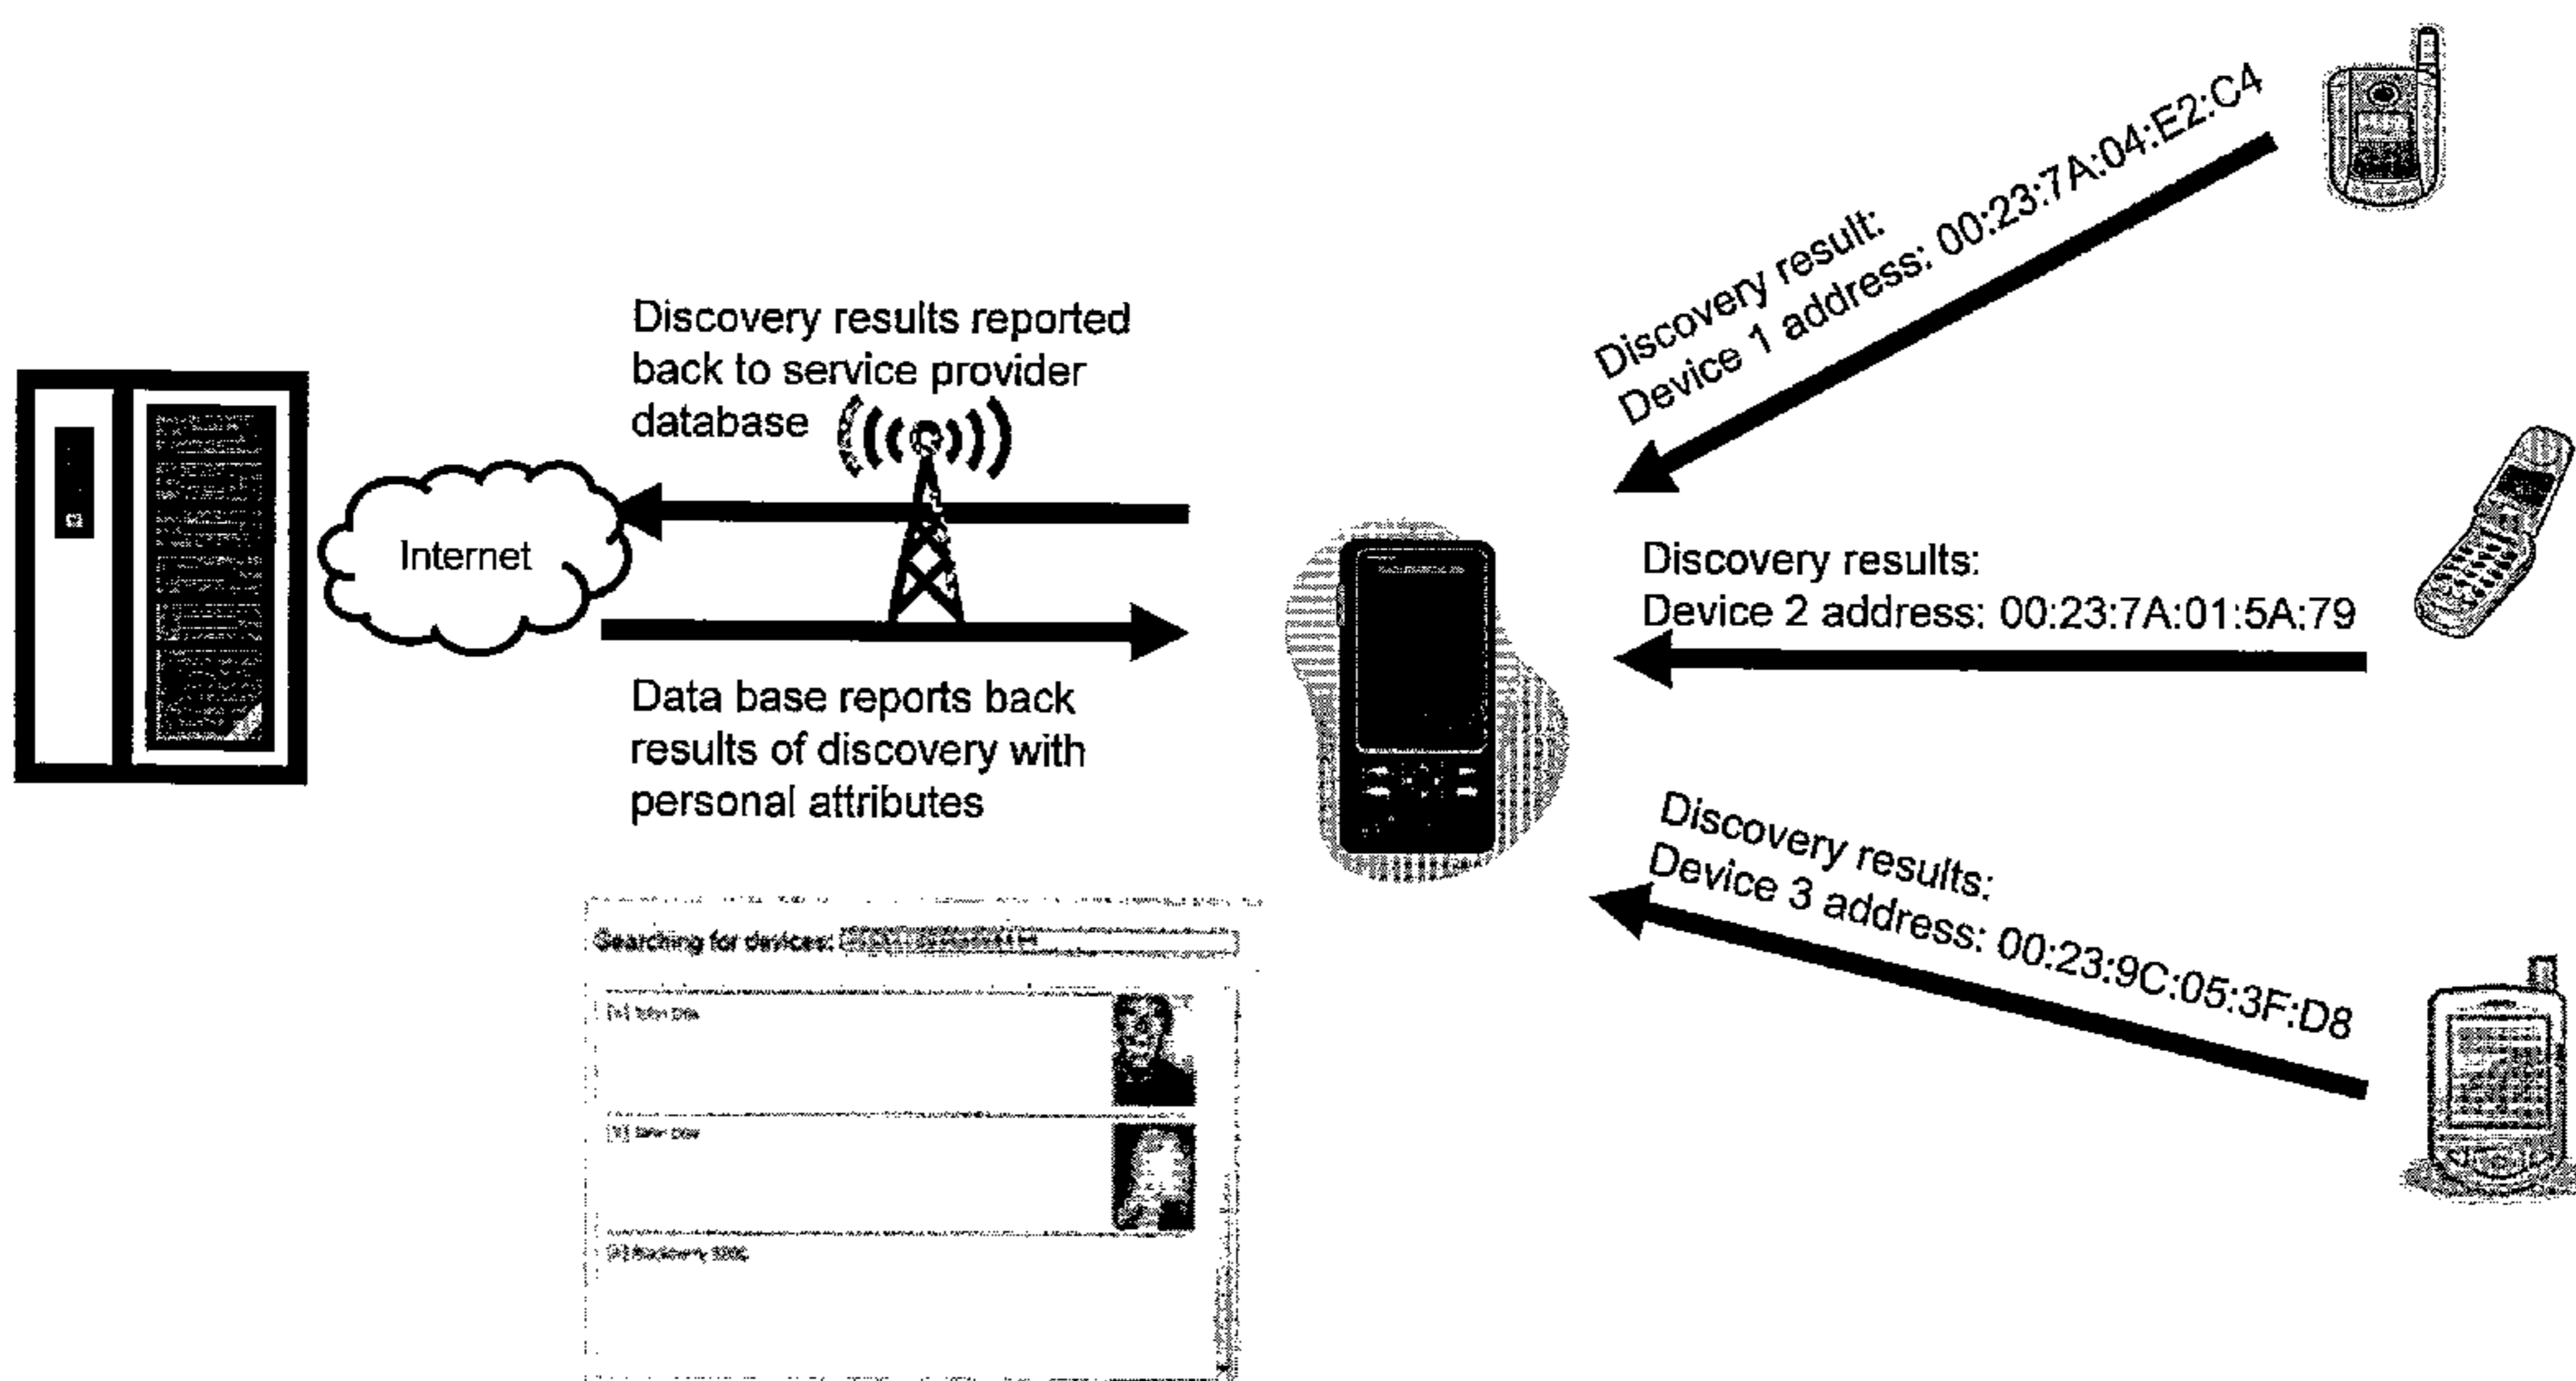 Discovery results reported
back to service provider
database
Internet
Data base reports back
results of discovery with
personal attributes
Discovery result:
Device 1 address: 00:23:7A:04:E2:C4
Discovery results:
Device 2 address: 00:23:7A:01:5A:79
Discovery results:
Device 3 address: 00:23:9C:05:3F:D8
Searching for devices: